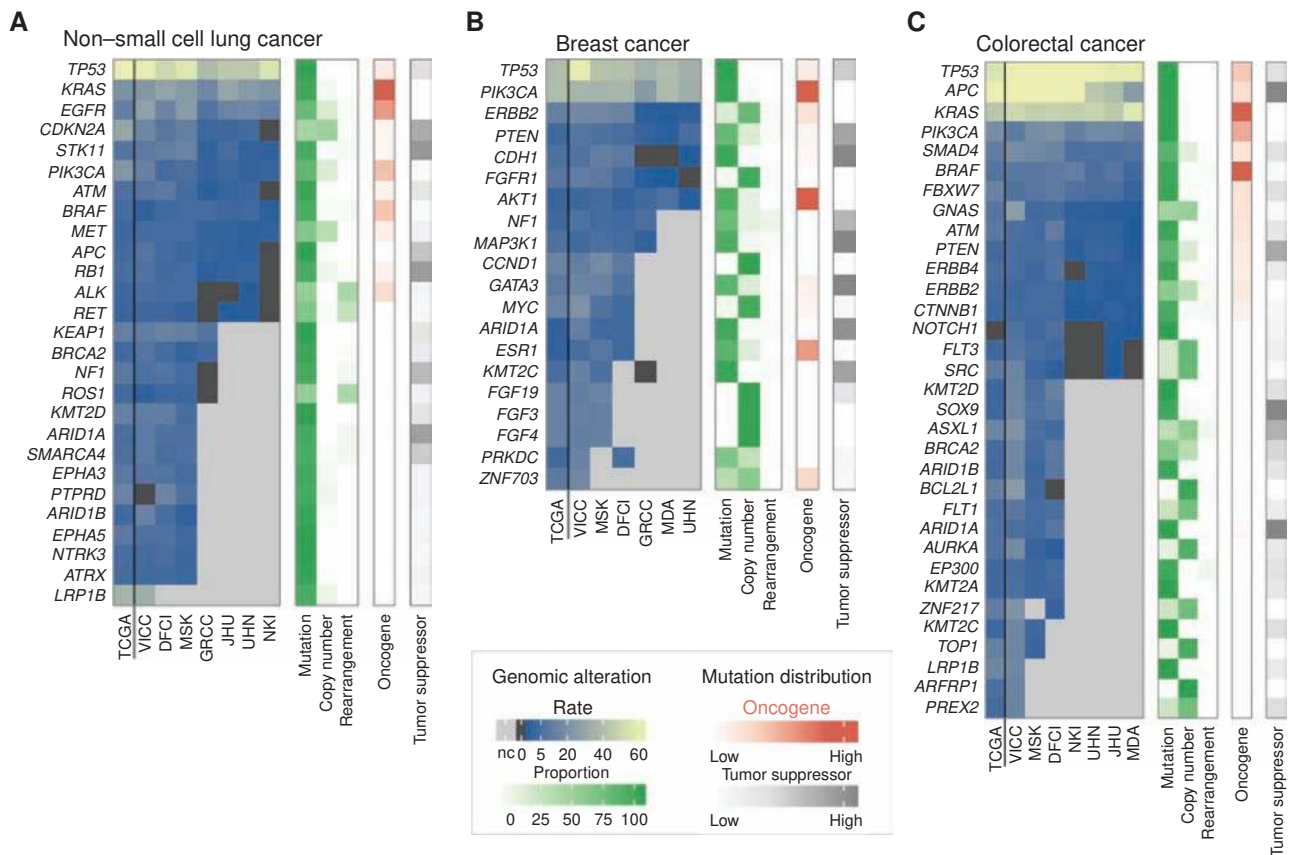 A
Non–small cell lung cancer
TP53
KRAS
EGFR
CDKN2A
STK11
PIK3CA
ATM
BRAF
MET
APC
RB1
ALK
RET
KEAP1
BRCA2
NF1
ROS1
KMT2D
ARID1A
SMARCA4
EPHA3
PTPRD
ARID1B
EPHA5
NTRK3
ATRX
LRP1B
TCGA
VICC
DFCI
MSK
GRCC
JHU
UHN
NKI
Mutation
Copy number
Rearrangement
Oncogene
Tumor suppressor
B
Breast cancer
TP53
PIK3CA
ERBB2
PTEN
CDH1
FGFR1
AKT1
NF1
MAP3K1
CCND1
GATA3
MYC
ARID1A
ESR1
KMT2C
FGF19
FGF3
FGF4
PRKDC
ZNF703
TCGA
VICC
MSK
DFCI
GRCC
MDA
UHN
Mutation
Copy number
Rearrangement
Oncogene
Tumor suppressor
C
Colorectal cancer
TP53
APC
KRAS
PIK3CA
SMAD4
BRAF
FBXW7
GNAS
ATM
PTEN
ERBB4
ERBB2
CTNNB1
NOTCH1
FLT3
SRC
KMT2D
SOX9
ASXL1
BRCA2
ARID1B
BCL2L1
FLT1
ARID1A
AURKA
EP300
KMT2A
ZNF217
KMT2C
TOP1
LRP1B
ARFRP1
PREX2
TCGA
VICC
MSK
DFCI
NKI
UHN
JHU
MDA
Mutation
Copy number
Rearrangement
Oncogene
Tumor suppressor
Genomic alteration
Rate
nc 0 5 20 40 60
Proportion
0 25 50 75 100
Mutation distribution
Oncogene
Low High
Tumor suppressor
Low High